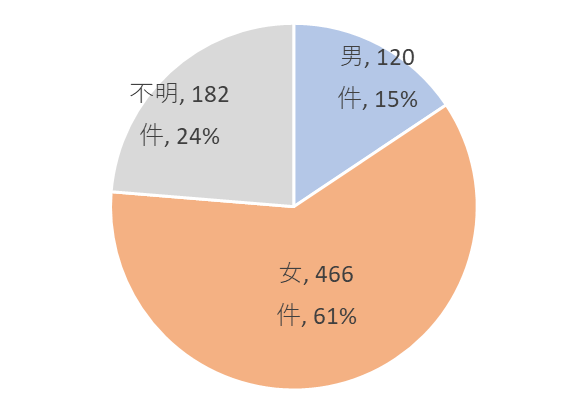 男, 120
件, 15%
不明, 182
件, 24%
女, 466
件, 61%